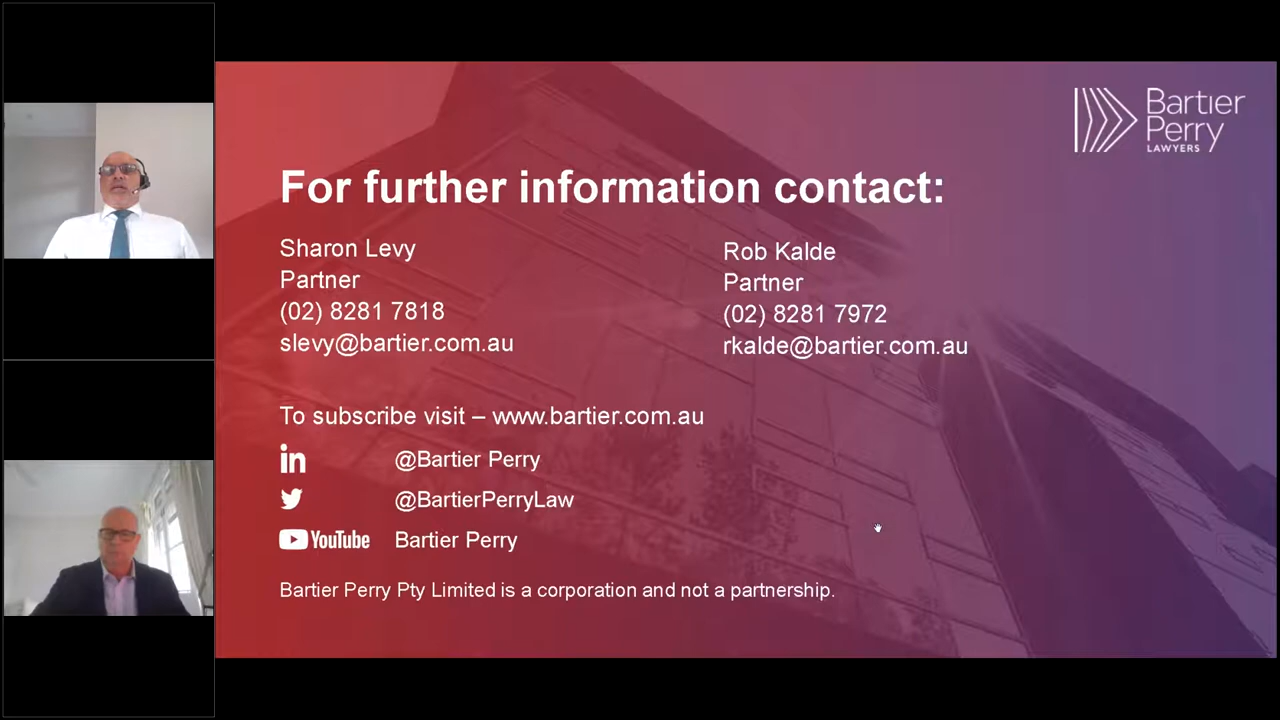 Bartier
Perry
LAWYERS
For further information contact:
Sharon Levy
Partner
(02) 8281 7818
slevy@bartier.com.au
Rob Kalde
Partner
(02) 8281 7972
rkalde@bartier.com.au
To subscribe visit – www.bartier.com.au
in @Bartier Perry
@BartierPerryLaw
YouTube Bartier Perry
Bartier Perry Pty Limited is a corporation and not a partnership.